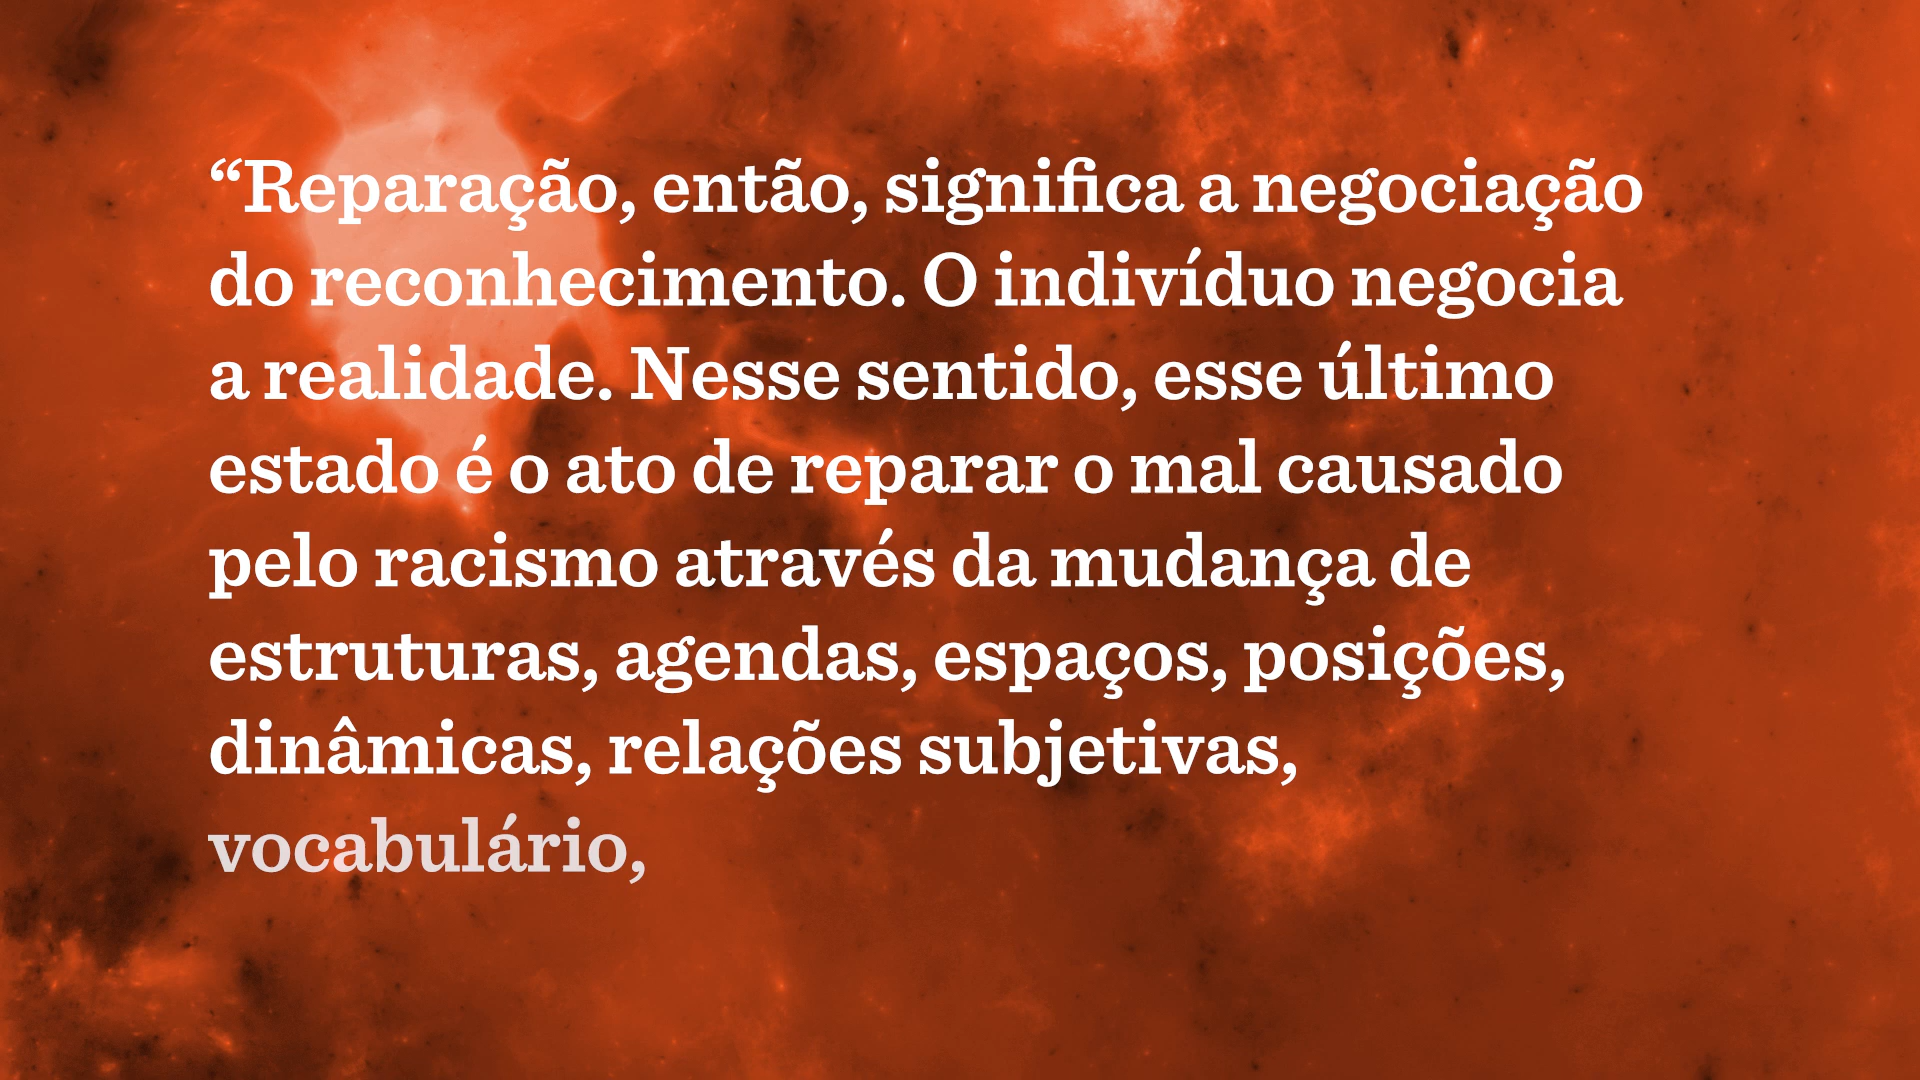 “Reparação, então, significa a negociação
do reconhecimento. O indivíduo negocia
a realidade. Nesse sentido, esse último
estado é o ato de reparar o mal causado
pelo racismo através da mudança de
estruturas, agendas, espaços, posições,
dinâmicas, relações subjetivas,
vocabulário,